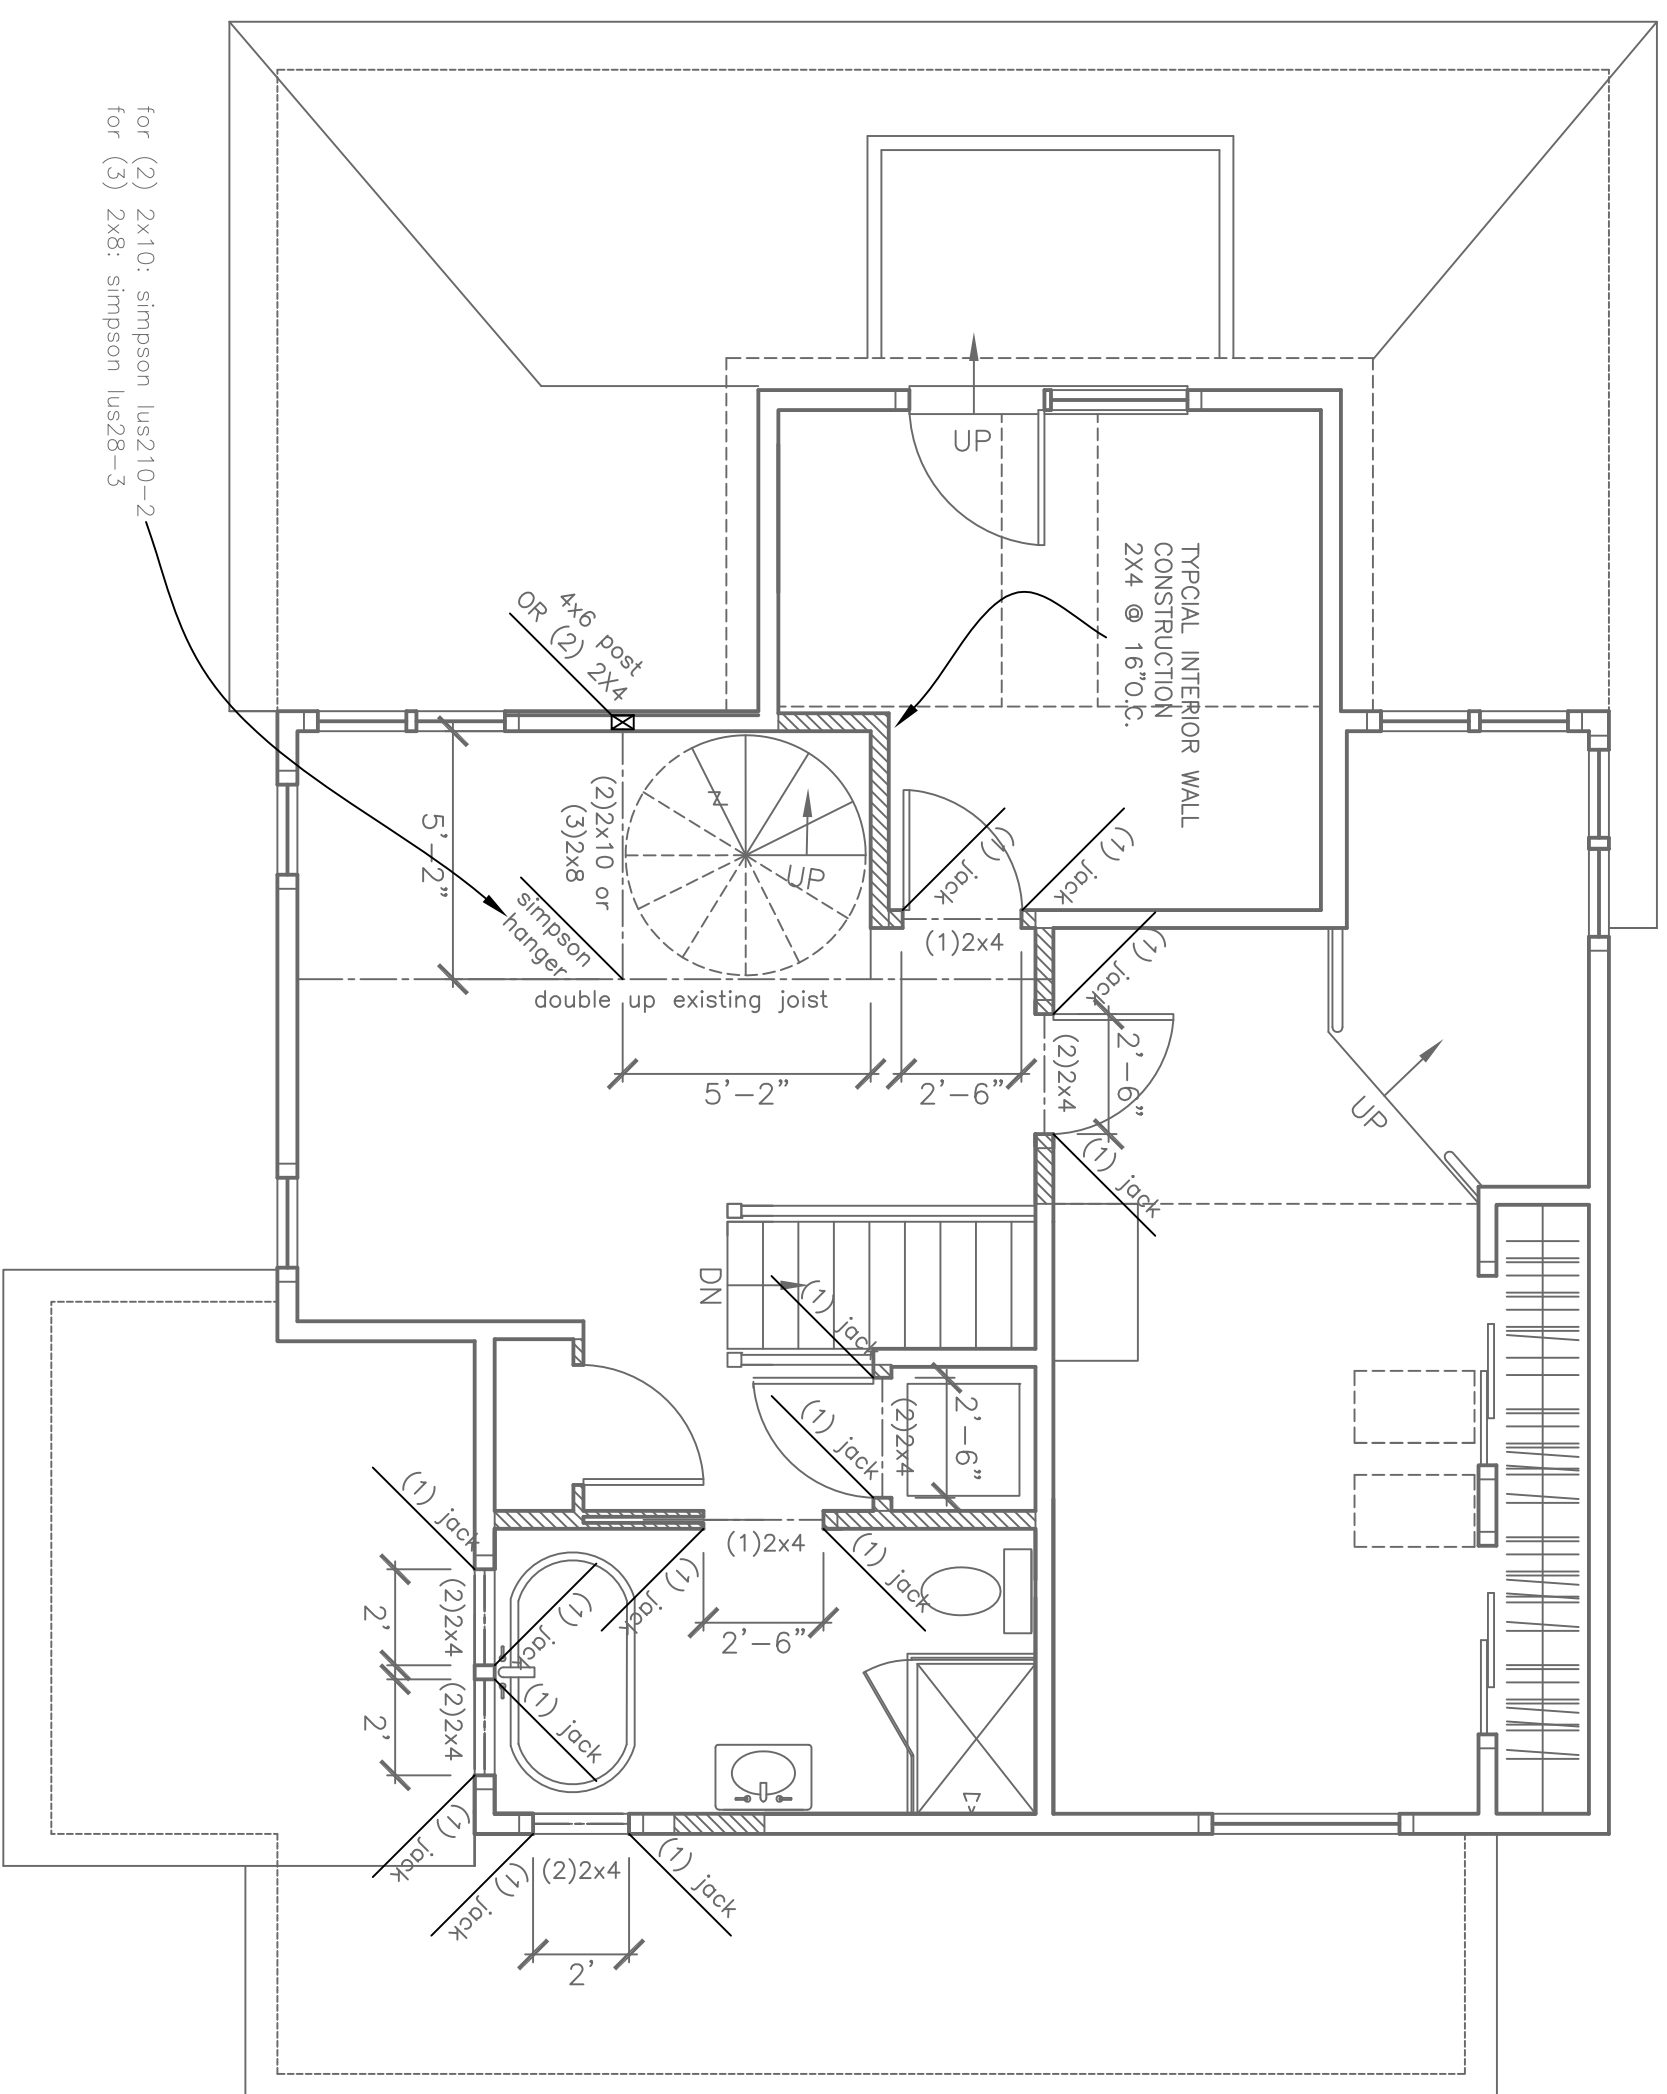 for (2) 2x10: simpson lus210-2
for (3) 2x8: simpson lus28-3
UP
TYPCIAL INTERIOR WALL
CONSTRUCTION
2X4 @ 16"O.C.
4x6 post
OR (2) 2X4
(2)2x10 or
(3)2x8
z
UP
5'-2"
simpson
hanger
double up existing joist
(1) jack
(1) jack
(1)2x4
(1) jack
5'-2"
2'-6"
2'-6"
(2)2x4
(1) jack
UP
DN
(1) jack
(1) jack
2'-6"
(2)2x4
(1) jack
(1)2x4
(1) jack
(1) jack
2'-6"
2'
(2)2x4
(1) jack
(1) jack
2'
(2)2x4
(1) jack
(1) jack
(2)2x4
(1) jack
2'